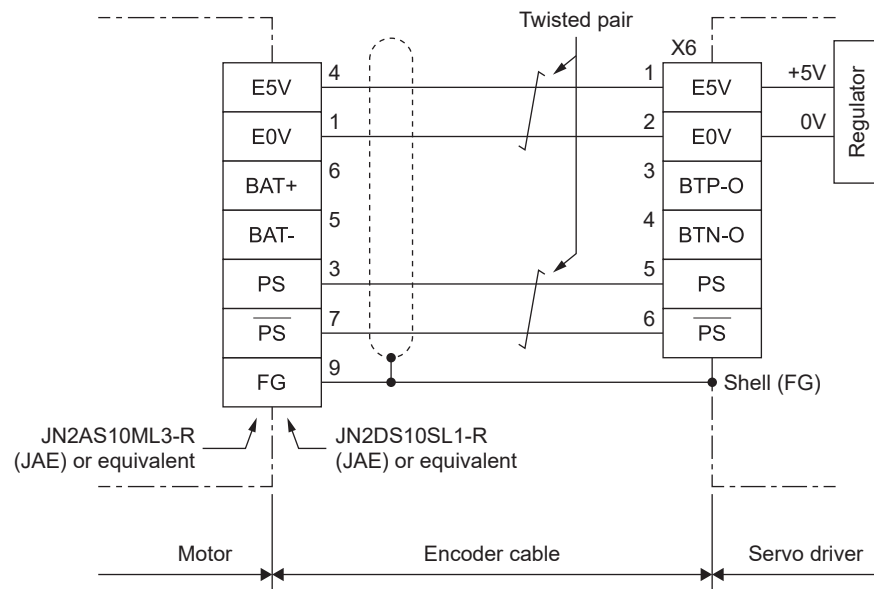 Twisted pair
X6
E5V 4 1 E5V +5V
E0V 1 2 E0V 0V
Regulator
BAT+ 6 3 BTP-O
BAT- 5 4 BTN-O
PS 3 5 PS
P̅S̅ 7 6 P̅S̅
FG 9 Shell (FG)
JN2AS10ML3-R
(JAE) or equivalent
JN2DS10SL1-R
(JAE) or equivalent
Motor Encoder cable Servo driver